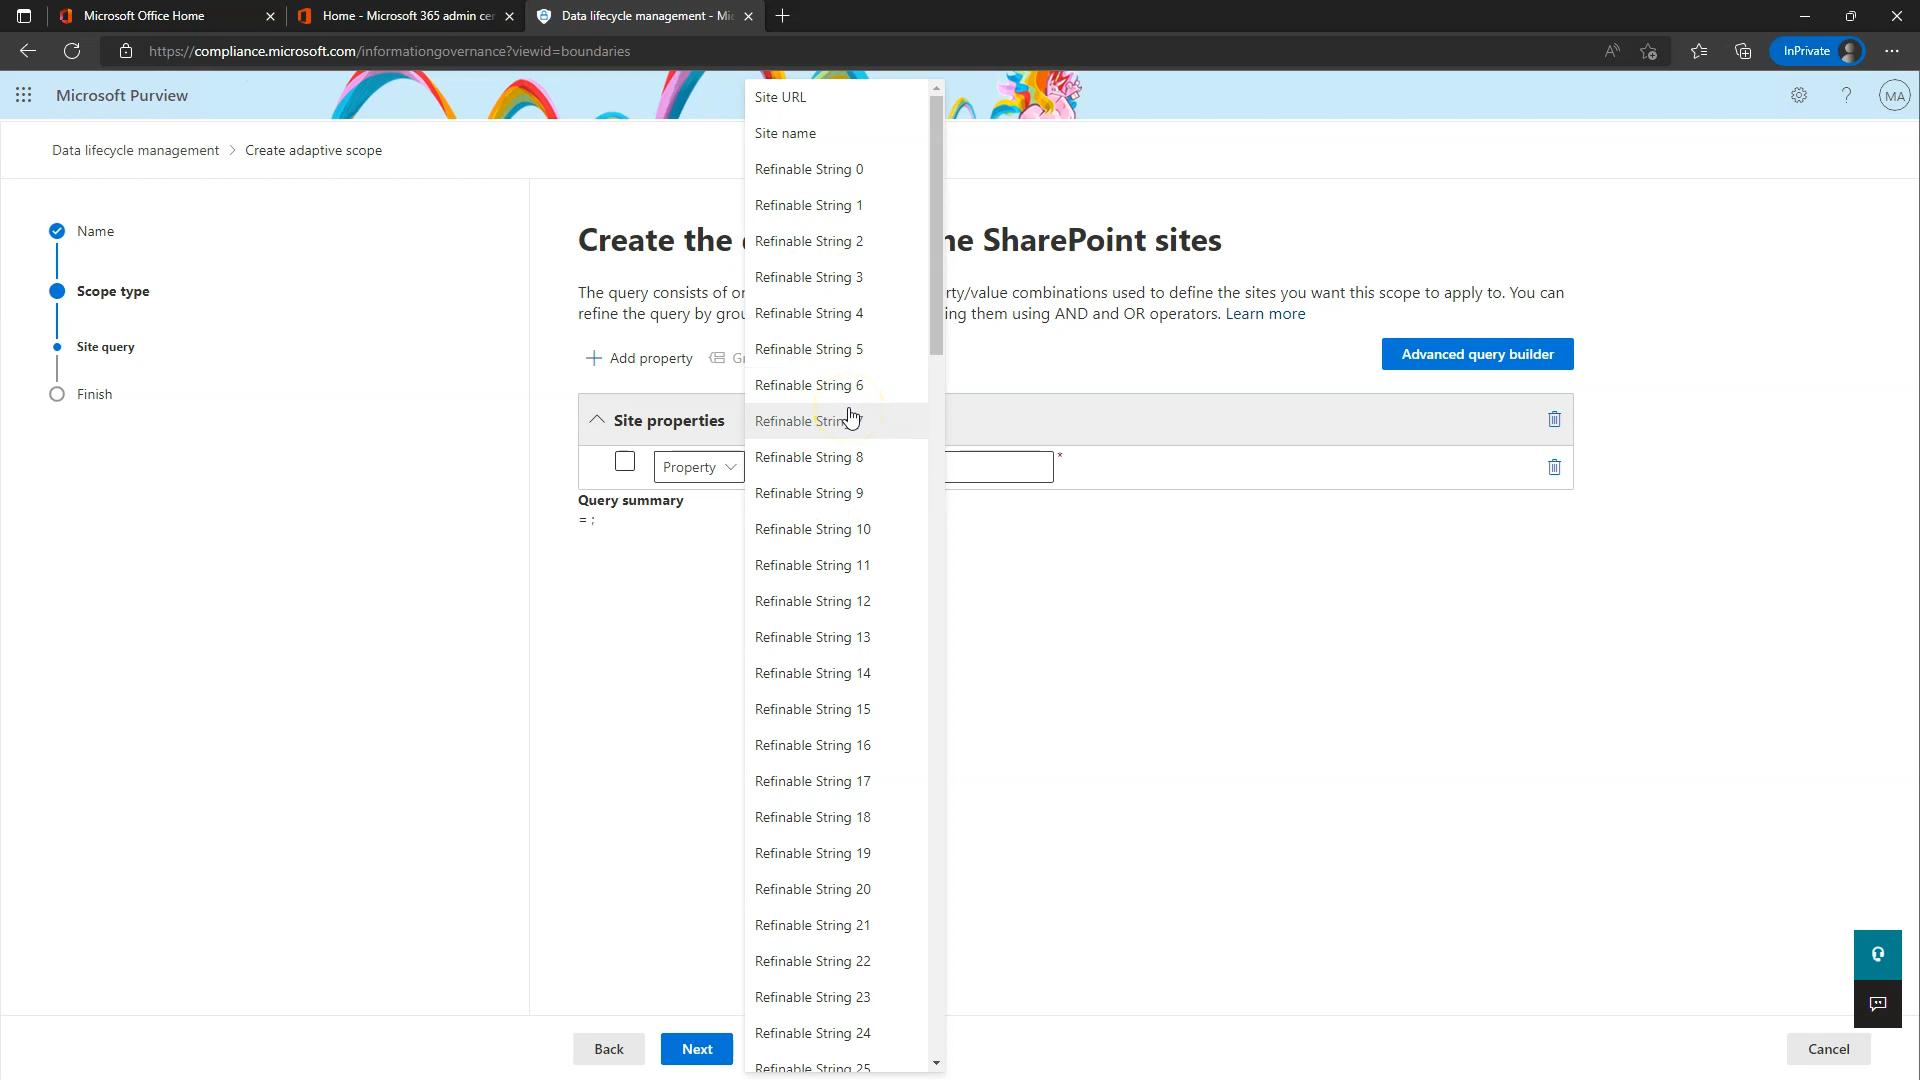 Microsoft Office Home
Home - Microsoft 365 admin cer
Data lifecycle management - Mi
https://compliance.microsoft.com/informationgovernance?viewid=boundaries
InPrivate
Microsoft Purview
MA
Data lifecycle management > Create adaptive scope
Name
Scope type
Site query
Finish
Create the
ne SharePoint sites
The query consists of or
rty/value combinations used to define the sites you want this scope to apply to. You can
refine the query by grou
ing them using AND and OR operators. Learn more
Add property
Gr
Advanced query builder
Site properties
Property
*
Query summary
= ;
Site URL
Site name
Refinable String 0
Refinable String 1
Refinable String 2
Refinable String 3
Refinable String 4
Refinable String 5
Refinable String 6
Refinable String 7
Refinable String 8
Refinable String 9
Refinable String 10
Refinable String 11
Refinable String 12
Refinable String 13
Refinable String 14
Refinable String 15
Refinable String 16
Refinable String 17
Refinable String 18
Refinable String 19
Refinable String 20
Refinable String 21
Refinable String 22
Refinable String 23
Refinable String 24
Refinable String 25
Back
Next
Cancel